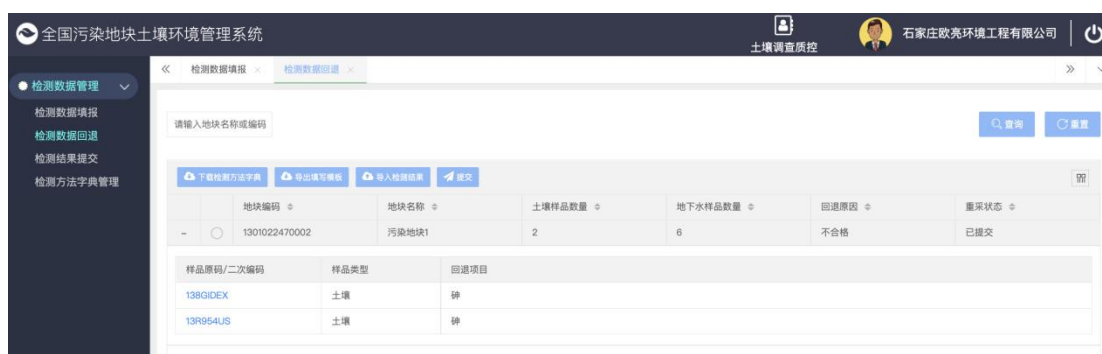 全国污染地块土壤环境管理系统
土壤调查质控
石家庄欧亮环境工程有限公司
检测数据填报 × 检测数据回退 ×
检测数据管理
检测数据填报
检测数据回退
检测结果提交
检测方法字典管理
请输入地块名称或编码
查询 重置
下载检测方法字典 导出填写模板 导入检测结果 提交
地块编码 地块名称 土壤样品数量 地下水样品数量 回退原因 重采状态
1301022470002 污染地块1 2 6 不合格 已提交
样品原码/二次编码 样品类型 回退项目
138GIDEX 土壤 砷
13R954US 土壤 砷